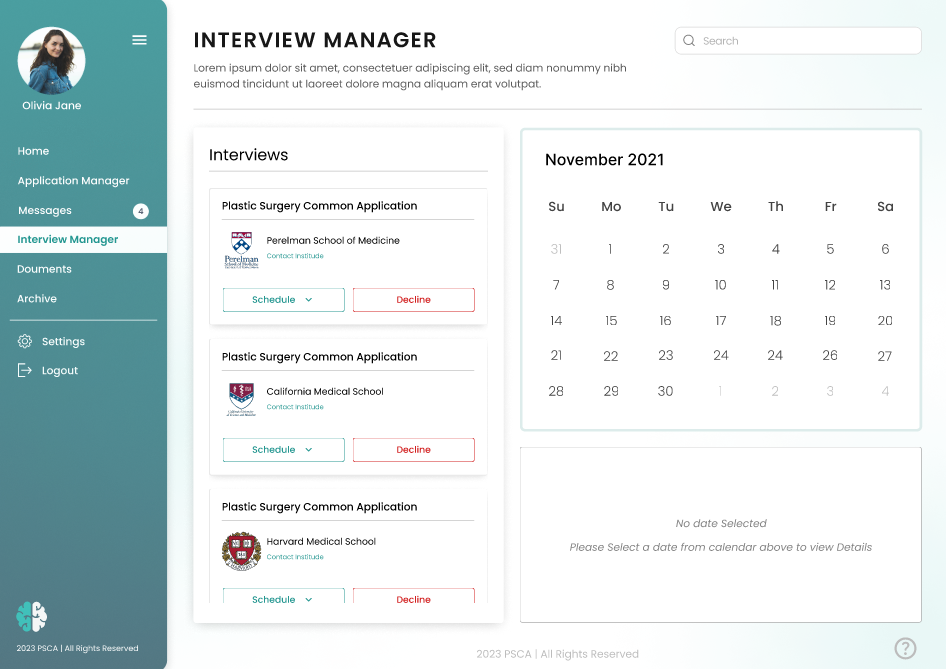 Olivia Jane
Home
Application Manager
Messages
4
Interview Manager
Douments
Archive
Settings
Logout
2023 PSCA | All Rights Reserved
INTERVIEW MANAGER
Search
Lorem ipsum dolor sit amet, consectetuer adipiscing elit, sed diam nonummy nibh
euismod tincidunt ut laoreet dolore magna aliquam erat volutpat.
Interviews
Plastic Surgery Common Application
Perelman
Perelman School of Medicine
Contact Institude
Schedule Decline
Plastic Surgery Common Application
California Medical School
Contact Institude
Schedule Decline
Plastic Surgery Common Application
Harvard Medical School
Contact Institude
Schedule Decline
November 2021
Su Mo Tu We Th Fr Sa
31 1 2 3 4 5 6
7 8 9 10 11 12 13
14 15 16 17 18 19 20
21 22 23 24 24 26 27
28 29 30 1 2 3 4
No date Selected
Please Select a date from calendar above to view Details
2023 PSCA | All Rights Reserved
?